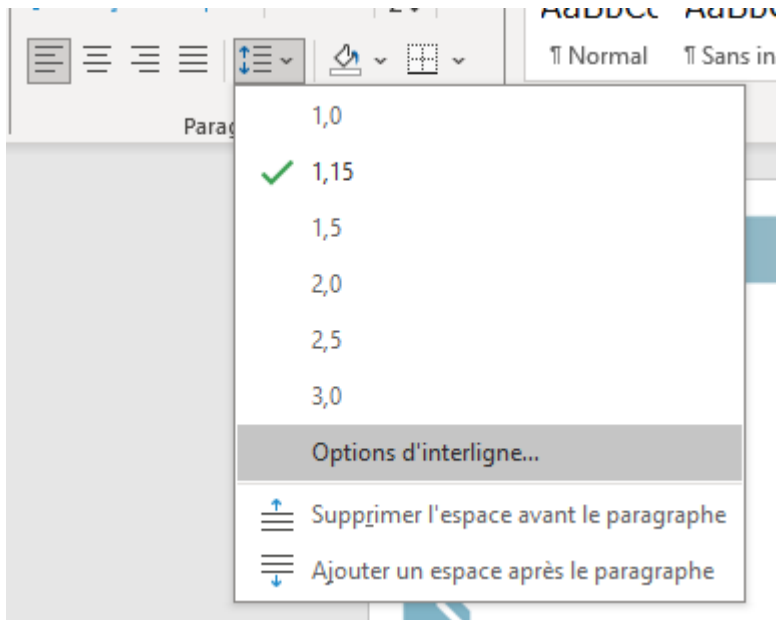 ¶ Normal ¶ Sans in
1,0
1,15
1,5
2,0
2,5
3,0
Options d'interligne...
Supprimer l'espace avant le paragraphe
Ajouter un espace après le paragraphe